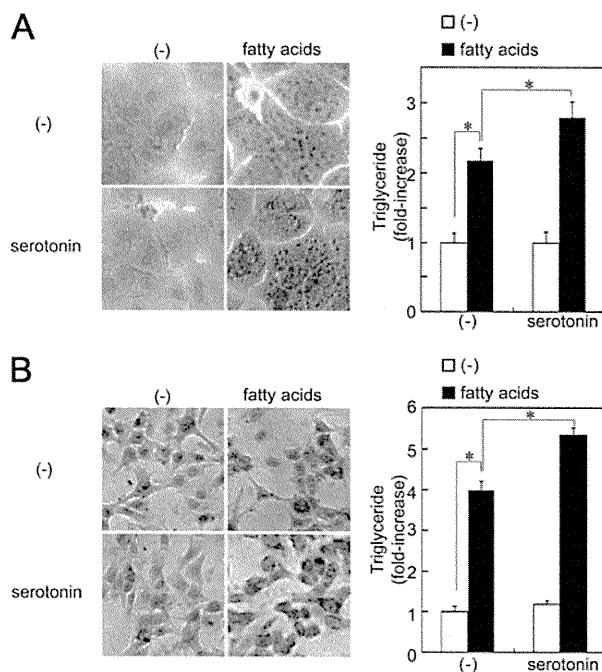 A
(-) fatty acids
(-)
serotonin
□ (-)
■ fatty acids
Triglyceride
(fold-increase)
3
2
1
0
*
*
(-) serotonin
B
(-) fatty acids
(-)
serotonin
□ (-)
■ fatty acids
Triglyceride
(fold-increase)
6
5
4
3
2
1
0
*
*
(-) serotonin